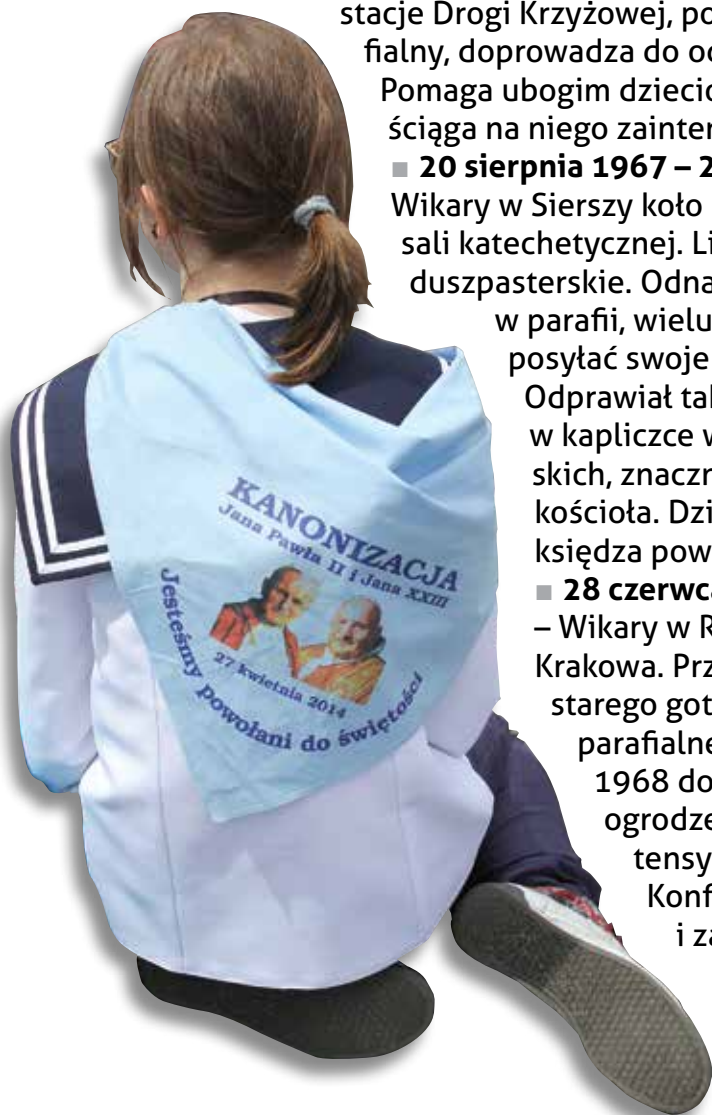 stacje Drogi Krzyżowej, po
fialny, doprowadza do oc
Pomaga ubogim dziecio
ściąga na niego zainter
■ 20 sierpnia 1967 – 2
Wikary w Sierszy koło
sali katechetycznej. Li
duszpasterskie. Odna
w parafii, wielu
posyłać swoje
Odprawiał tak
w kapliczce w
skich, znaczn
kościoła. Dzi
księdza pow
■ 28 czerwca
– Wikary w R
Krakowa. Prz
starego got
parafialne
1968 do
ogrodze
tensy
Konf
i za
KANONIZACJA
Jana Pawła II i Jana XXIII
27 kwietnia 2014
Jesteśmy powołani do świętości